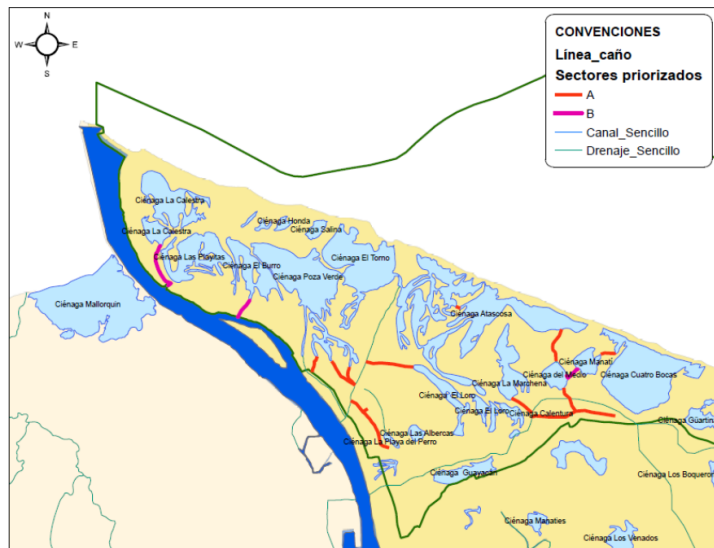 N
W
E
S
CONVENCIONES
Línea_caño
Sectores priorizados
A
B
Canal_Sencillo
Drenaje_Sencillo
Ciénaga La Calestra
Ciénaga Honda
Ciénaga Salina
Ciénaga La Calestra
Ciénaga Las Playitas
Ciénaga El Burro
Ciénaga El Torno
Ciénaga Poza Verde
Ciénaga Mallorquin
Ciénaga Atascosa
Ciénaga Manatí
Ciénaga del Medio
Ciénaga Cuatro Bocas
Ciénaga La Marchena
Ciénaga El Loro
Ciénaga El Loro
Ciénaga Calentura
Ciénaga
Ciénaga Las Albercas
Ciénaga La Playa del Perro
Ciénaga Guayacán
Ciénaga Los Boqueron
Ciénaga Manaties
Ciénaga Los Venados